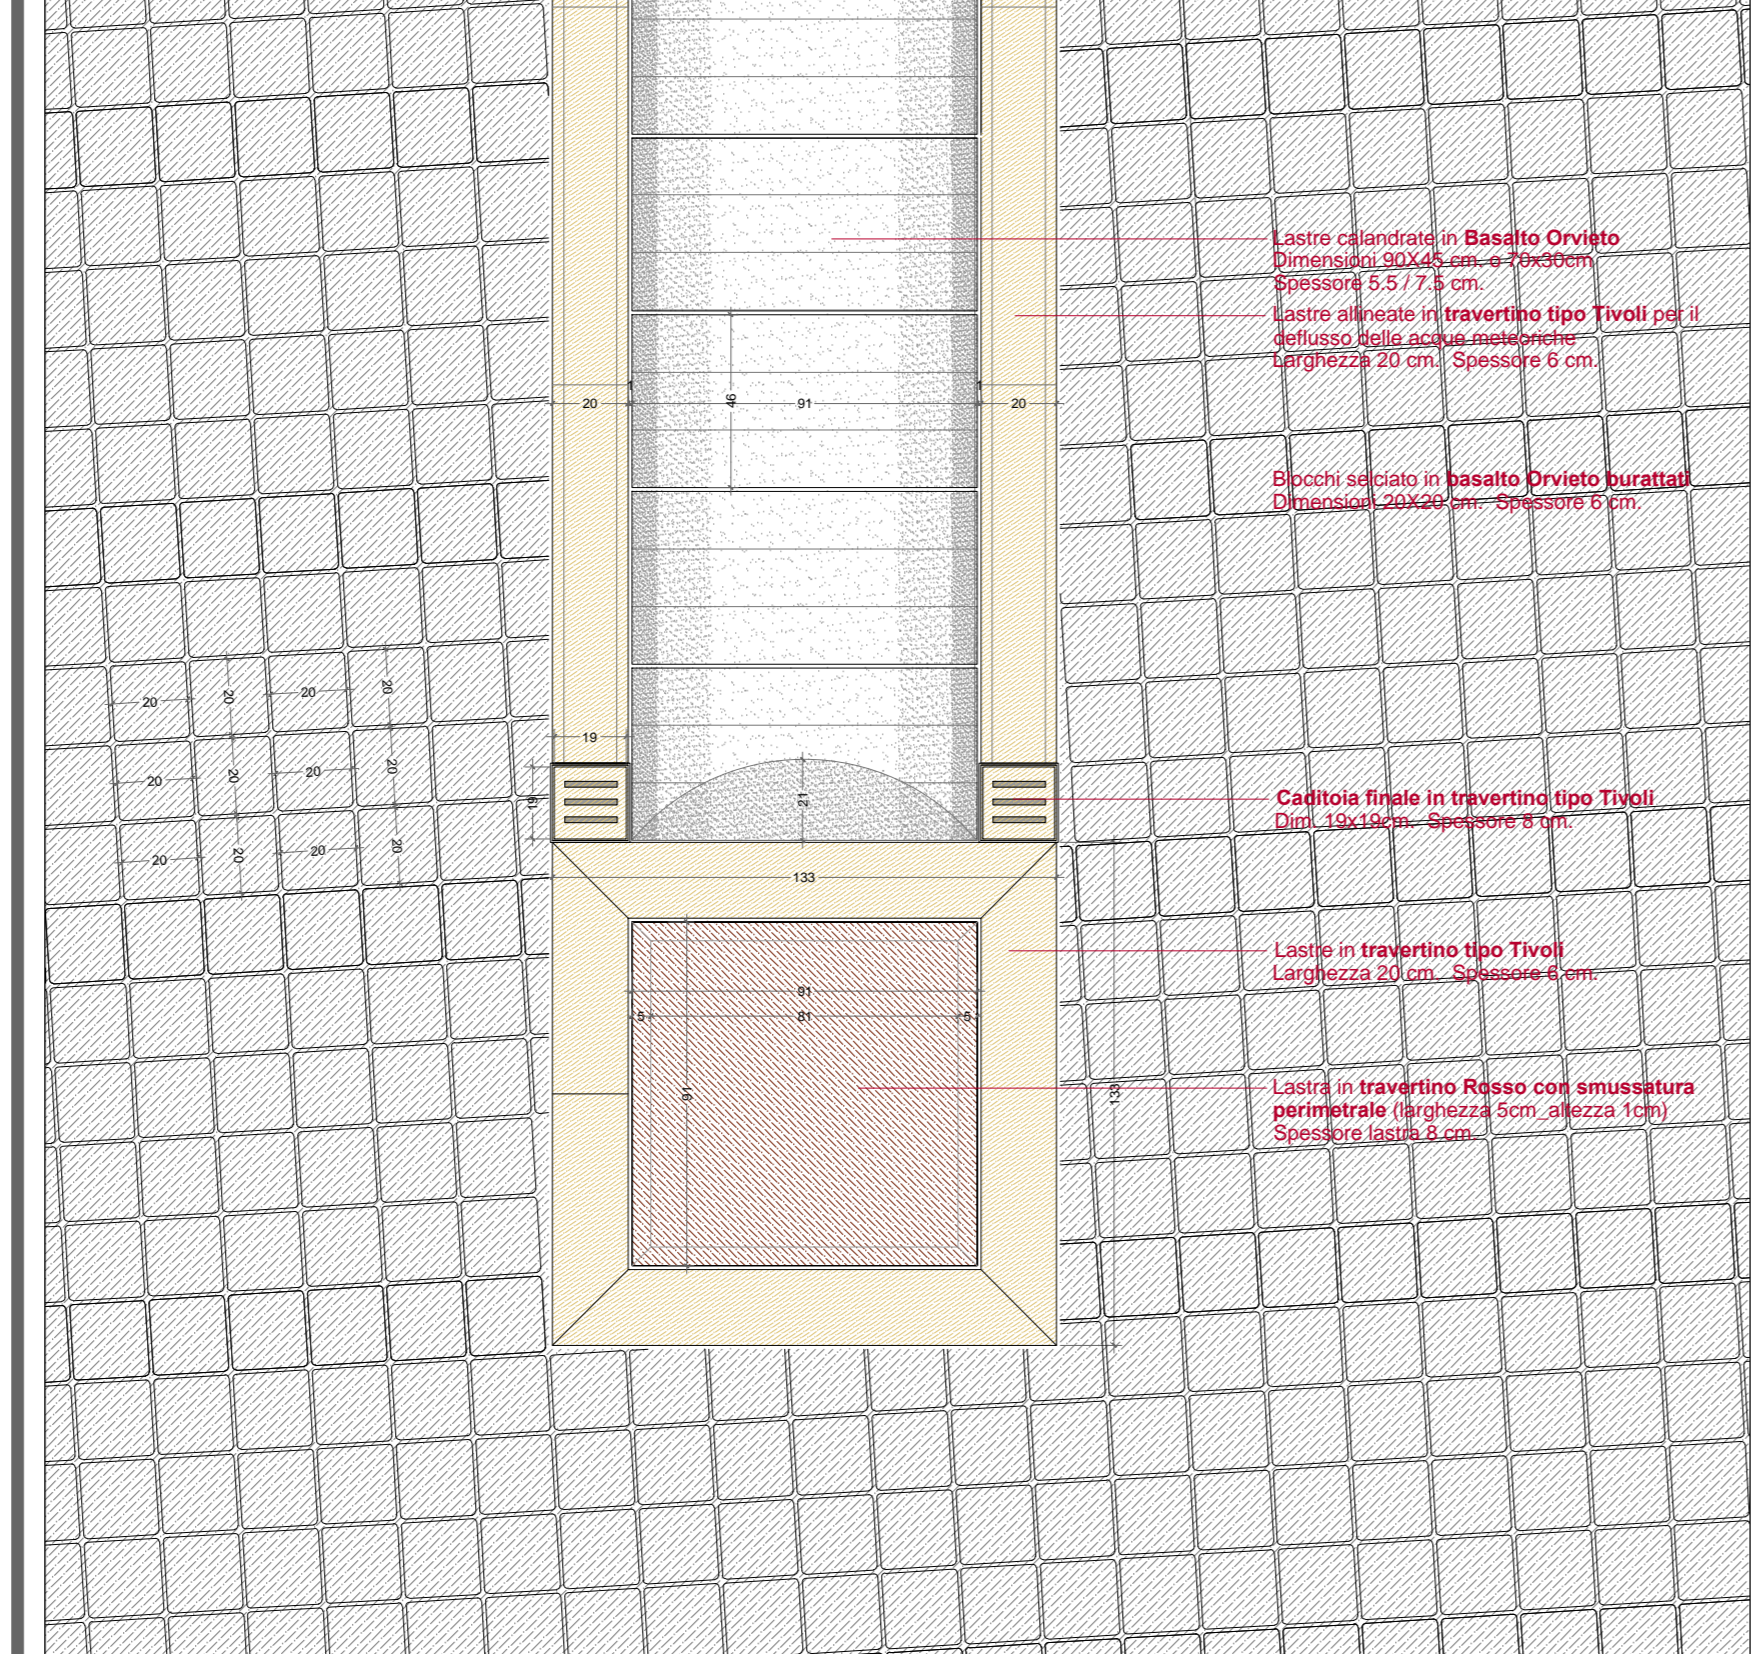 Lastre calandrate in Basalto Orvieto
Dimensioni 90X45 cm. o 70x30cm
Spessore 5.5 / 7.5 cm.
Lastre allineate in travertino tipo Tivoli per il
deflusso delle acque meteoriche
Larghezza 20 cm. Spessore 6 cm.
1 1
20 46 91 20
Blocchi selciato in basalto Orvieto burattati
Dimensioni 20X20 cm. Spessore 6 cm.
20 20 20 20
19
20 20 20 20
19 21
Caditoia finale in travertino tipo Tivoli
Dim. 19x19cm. Spessore 8 cm.
20 20 20 20
133
Lastre in travertino tipo Tivoli
Larghezza 20 cm. Spessore 6 cm.
91
5 81 5
91 133
Lastra in travertino Rosso con smussatura
perimetrale (larghezza 5cm_altezza 1cm)
Spessore lastra 8 cm